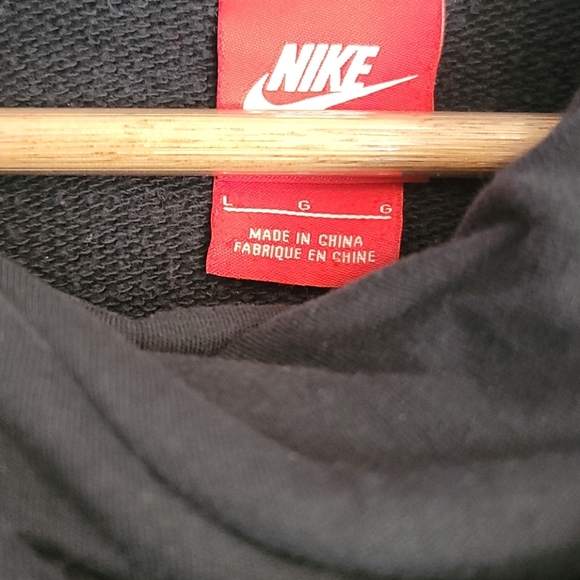 NIKE
L G G
MADE IN CHINA
FABRIQUE EN CHINE